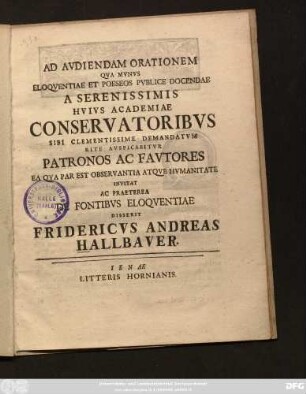 AD AVDIENDAM ORATIONEM
QVA MVNVS
ELOQVENTIAE ET POESEOS PVBLICE DOCENDAE
A SERENISSIMIS
HVIVS ACADEMIAE
CONSERVATORIBVS
SIBI CLEMENTISSIME DEMANDATVM
RITE AVSPICABITVR
PATRONOS AC FAVTORES
EA QVA PAR EST OBSERVANTIA ATQVE HVMANITATE
INVITAT
AC PRAETEREA
DE FONTIBVS ELOQVENTIAE
DISSERIT
FRIDERICVS ANDREAS
HALLBAVER.
IENAE
LITTERIS HORNIANIS.
HALLE